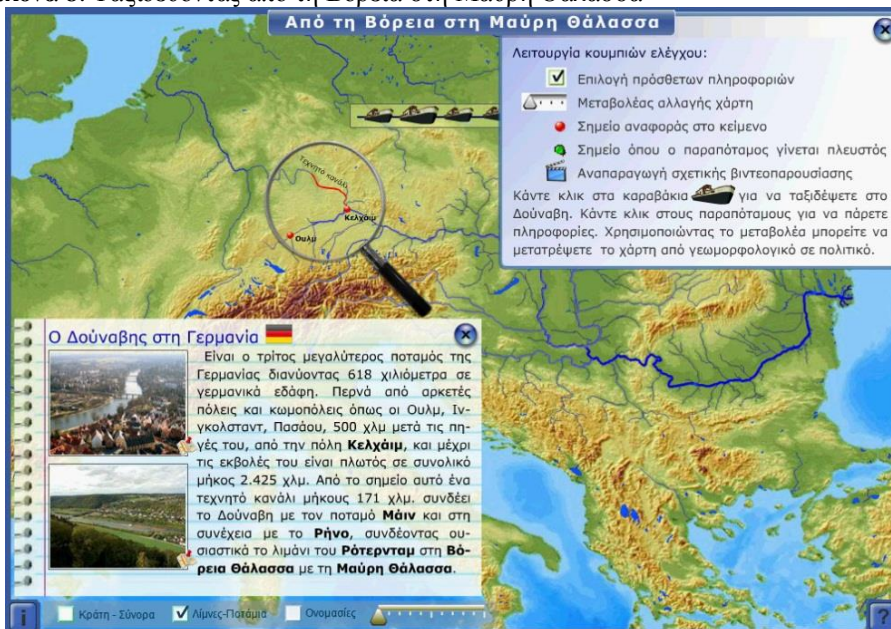 Από τη Βόρεια στη Μαύρη Θάλασσα
Λειτουργία κουμπιών ελέγχου:
Επιλογή πρόσθετων πληροφοριών
Μεταβολέας αλλαγής χάρτη
Σημείο αναφοράς στο κείμενο
Σημείο όπου ο παραπόταμος γίνεται πλευστός
Αναπαραγωγή σχετικής βιντεοπαρουσίασης
Κάντε κλικ στα καραβάκια για να ταξιδέψετε στο
Δούναβη. Κάντε κλικ στους παραπόταμους για να πάρετε
πληροφορίες. Χρησιμοποιώντας το μεταβολέα μπορείτε να
μετατρέψετε το χάρτη από γεωμορφολογικό σε πολιτικό.
Τεχνητό κανάλι
Κελχάιμ
Ουλμ
Ο Δούναβης στη Γερμανία
Είναι ο τρίτος μεγαλύτερος ποταμός της
Γερμανίας διανύοντας 618 χιλιόμετρα σε
γερμανικά εδάφη. Περνά από αρκετές
πόλεις και κωμοπόλεις όπως οι Ουλμ, Ιν-
γκολσταντ, Πασάου, 500 χλμ μετά τις πη-
γές του, από την πόλη Κελχάιμ, και μέχρι
τις εκβολές του είναι πλωτός σε συνολικό
μήκος 2.425 χλμ. Από το σημείο αυτό ένα
τεχνητό κανάλι μήκους 171 χλμ. συνδέει
το Δούναβη με τον ποταμό Μάιν και στη
συνέχεια με το Ρήνο, συνδέοντας ου-
σιαστικά το λιμάνι του Ρότερνταμ στη Βό-
ρεια Θάλασσα με τη Μαύρη Θάλασσα.
i
Κράτη - Σύνορα
Λίμνες-Ποτάμια
Ονομασίες
?